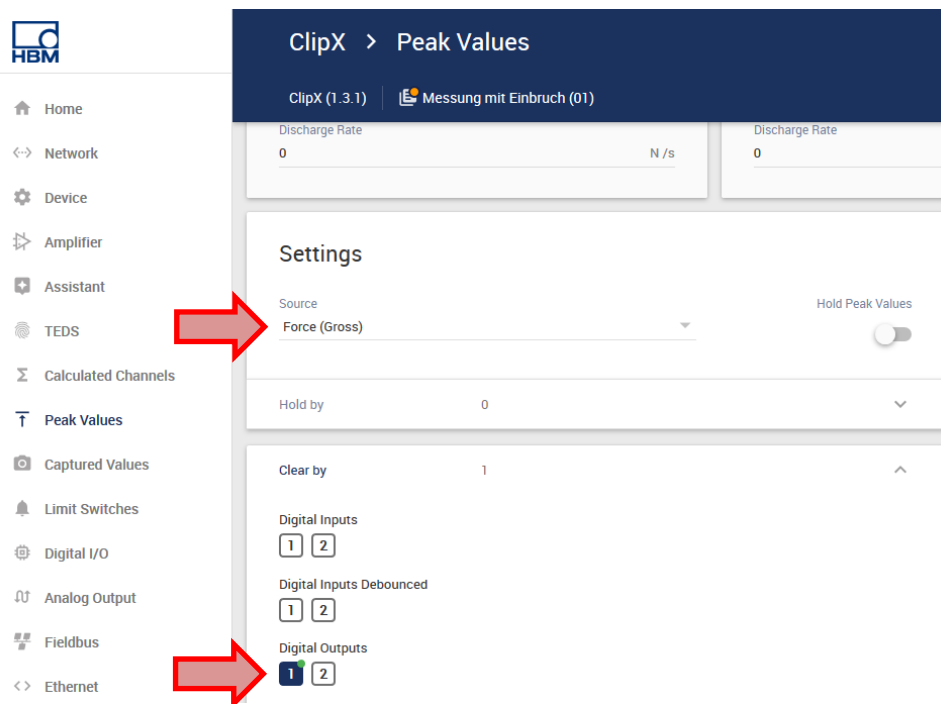 HBM
Home
Network
Device
Amplifier
Assistant
TEDS
Calculated Channels
Peak Values
Captured Values
Limit Switches
Digital I/O
Analog Output
Fieldbus
Ethernet
ClipX > Peak Values
ClipX (1.3.1) Messung mit Einbruch (01)
Discharge Rate Discharge Rate
0 N /s 0
Settings
Source Hold Peak Values
Force (Gross)
Hold by 0
Clear by 1
Digital Inputs
1 2
Digital Inputs Debounced
1 2
Digital Outputs
1 2